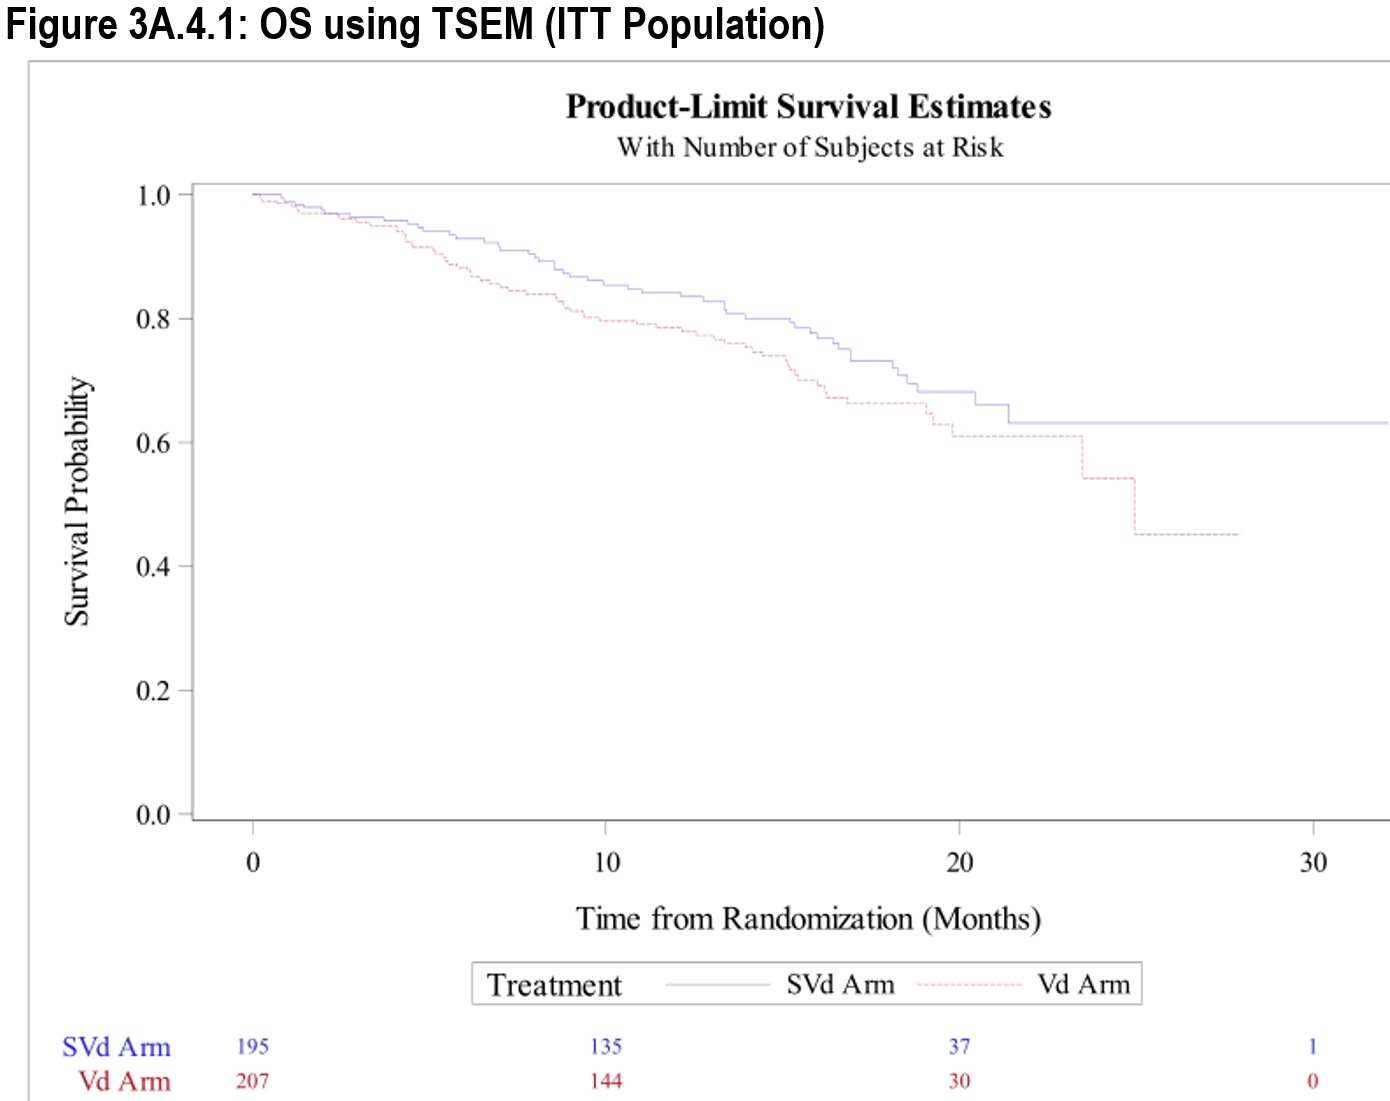 Figure 3A.4.1: OS using TSEM (ITT Population)
Product-Limit Survival Estimates
With Number of Subjects at Risk
Survival Probability
1.0
0.8
0.6
0.4
0.2
0.0
0 10 20 30
Time from Randomization (Months)
Treatment SVd Arm Vd Arm
SVd Arm 195 135 37 1
Vd Arm 207 144 30 0